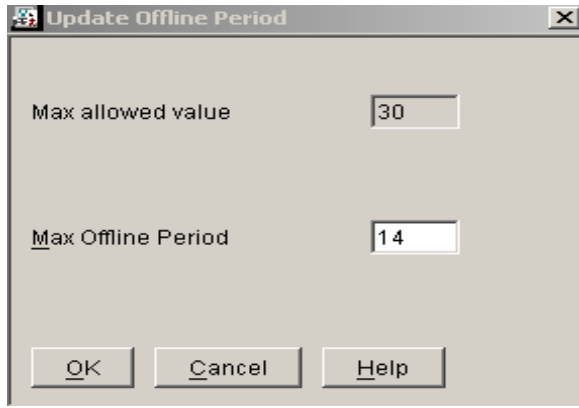 Update Offline Period
Max allowed value 30
Max Offline Period 14
OK Cancel Help